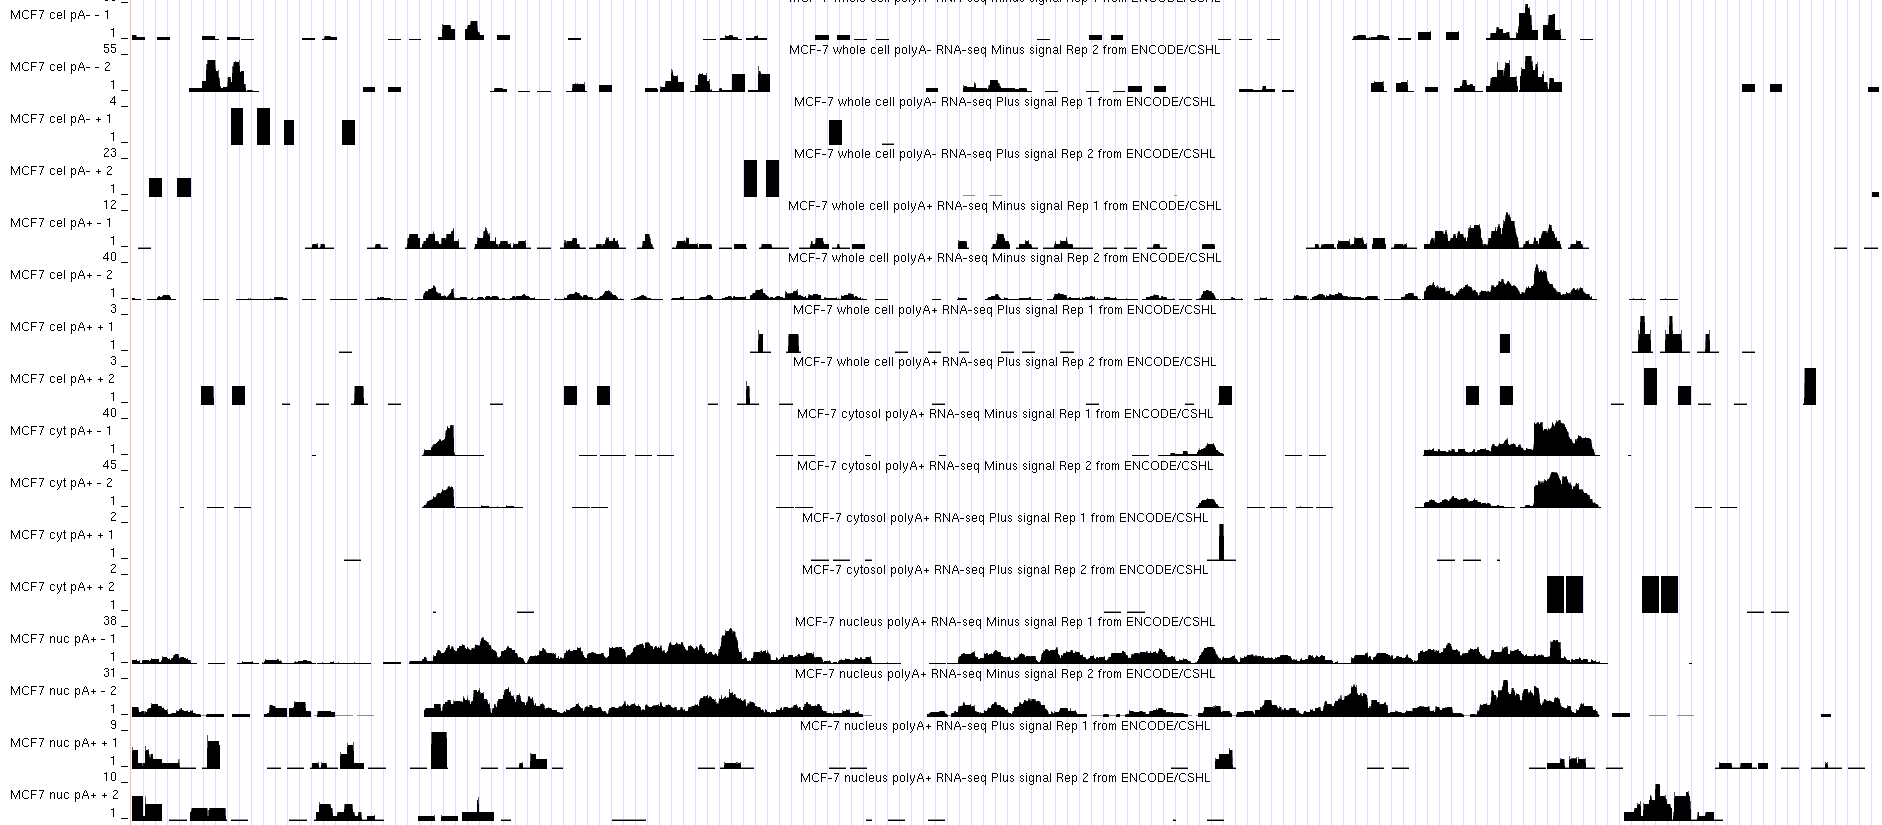 MCF-7 whole cell polyA- RNA-seq Minus signal Rep 1 from ENCODE/CSHL
MCF7 cel pA- - 1
1 _
MCF-7 whole cell polyA- RNA-seq Minus signal Rep 2 from ENCODE/CSHL
55 _
MCF7 cel pA- - 2
1 _
MCF-7 whole cell polyA- RNA-seq Plus signal Rep 1 from ENCODE/CSHL
4 _
MCF7 cel pA- + 1
1 _
MCF-7 whole cell polyA- RNA-seq Plus signal Rep 2 from ENCODE/CSHL
23 _
MCF7 cel pA- + 2
1 _
MCF-7 whole cell polyA+ RNA-seq Minus signal Rep 1 from ENCODE/CSHL
12 _
MCF7 cel pA+ - 1
1 _
MCF-7 whole cell polyA+ RNA-seq Minus signal Rep 2 from ENCODE/CSHL
40 _
MCF7 cel pA+ - 2
1 _
MCF-7 whole cell polyA+ RNA-seq Plus signal Rep 1 from ENCODE/CSHL
3 _
MCF7 cel pA+ + 1
1 _
MCF-7 whole cell polyA+ RNA-seq Plus signal Rep 2 from ENCODE/CSHL
3 _
MCF7 cel pA+ + 2
1 _
MCF-7 cytosol polyA+ RNA-seq Minus signal Rep 1 from ENCODE/CSHL
40 _
MCF7 cyt pA+ - 1
1 _
MCF-7 cytosol polyA+ RNA-seq Minus signal Rep 2 from ENCODE/CSHL
45 _
MCF7 cyt pA+ - 2
1 _
MCF-7 cytosol polyA+ RNA-seq Plus signal Rep 1 from ENCODE/CSHL
2 _
MCF7 cyt pA+ + 1
1 _
MCF-7 cytosol polyA+ RNA-seq Plus signal Rep 2 from ENCODE/CSHL
2 _
MCF7 cyt pA+ + 2
1 _
MCF-7 nucleus polyA+ RNA-seq Minus signal Rep 1 from ENCODE/CSHL
38 _
MCF7 nuc pA+ - 1
1 _
MCF-7 nucleus polyA+ RNA-seq Minus signal Rep 2 from ENCODE/CSHL
31 _
MCF7 nuc pA+ - 2
1 _
MCF-7 nucleus polyA+ RNA-seq Plus signal Rep 1 from ENCODE/CSHL
9 _
MCF7 nuc pA+ + 1
1 _
MCF-7 nucleus polyA+ RNA-seq Plus signal Rep 2 from ENCODE/CSHL
10 _
MCF7 nuc pA+ + 2
1 _